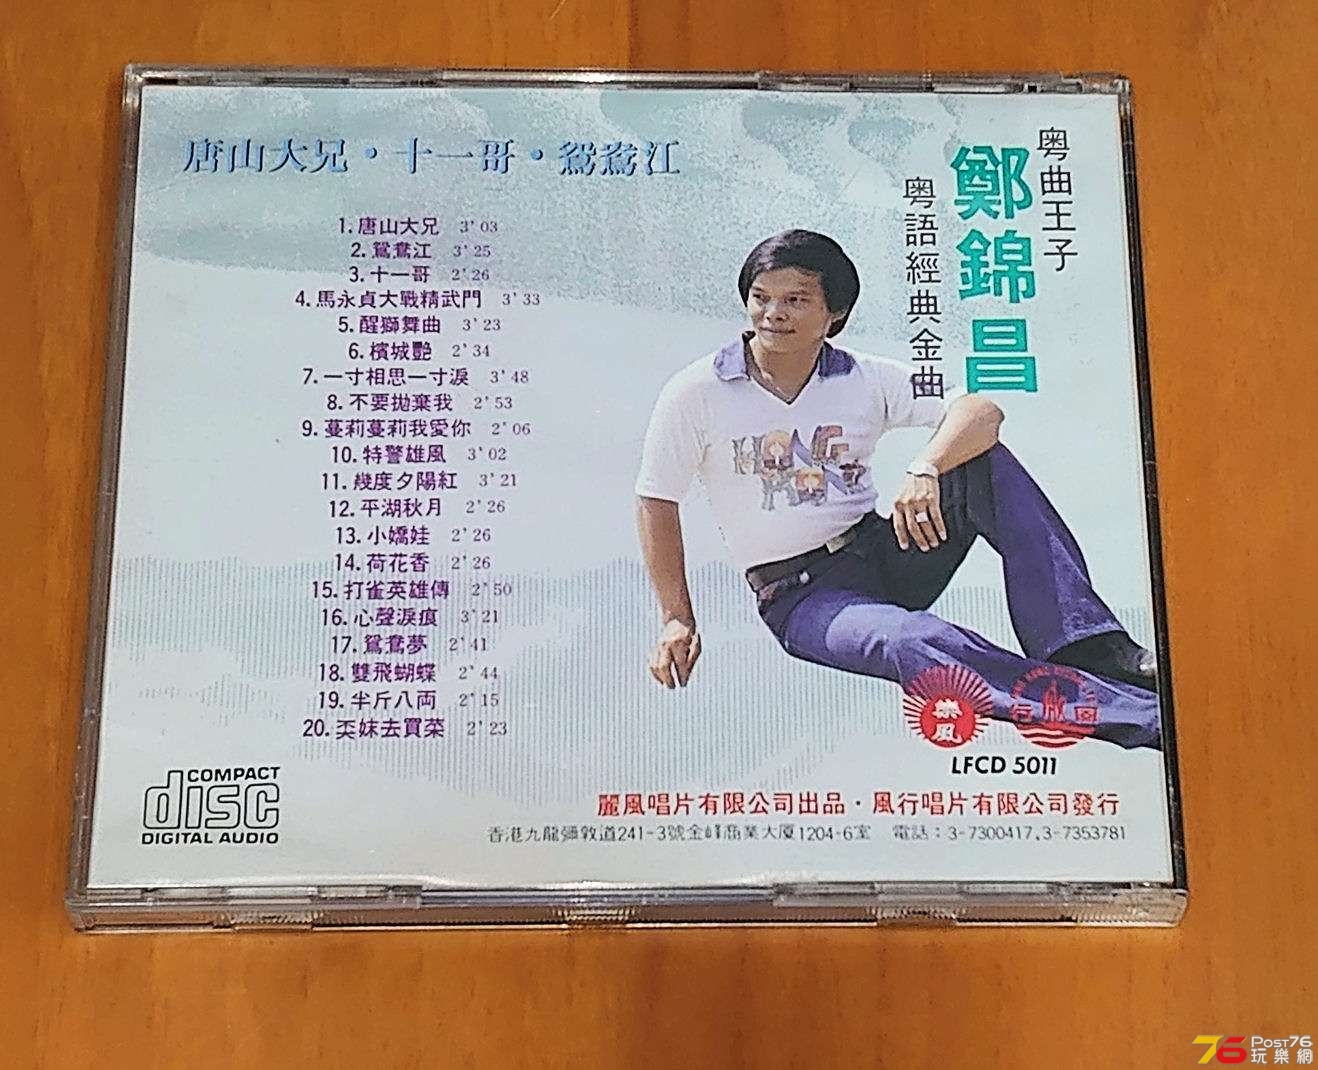 唐山大兄·十一哥·鴛鴦江
粵曲王子
鄭錦昌
粵語經典金曲
1. 唐山大兄 3'03
2. 鴛鴦江 3'25
3. 十一哥 2'26
4. 馬永貞大戰精武門 3'33
5. 醒獅舞曲 3'23
6. 檳城艷 2'34
7. 一寸相思一寸淚 3'48
8. 不要拋棄我 2'53
9. 蔓莉蔓莉我愛你 2'06
10. 特警雄風 3'02
11. 幾度夕陽紅 3'21
12. 平湖秋月 2'26
13. 小嬌娃 2'26
14. 荷花香 2'26
15. 打雀英雄傳 2'50
16. 心聲淚痕 3'21
17. 鴛鴦夢 2'41
18. 雙飛蝴蝶 2'44
19. 半斤八両 2'15
20. 妹去買菜 2'23
HONG KONG
樂風
行風
LFCD 5011
COMPACT
disc
DIGITAL AUDIO
麗風唱片有限公司出品·風行唱片有限公司發行
香港九龍彌敦道241-3號金峰商業大厦1204-6室 電話：3-7300417,3-7353781
76 Post76
玩樂網